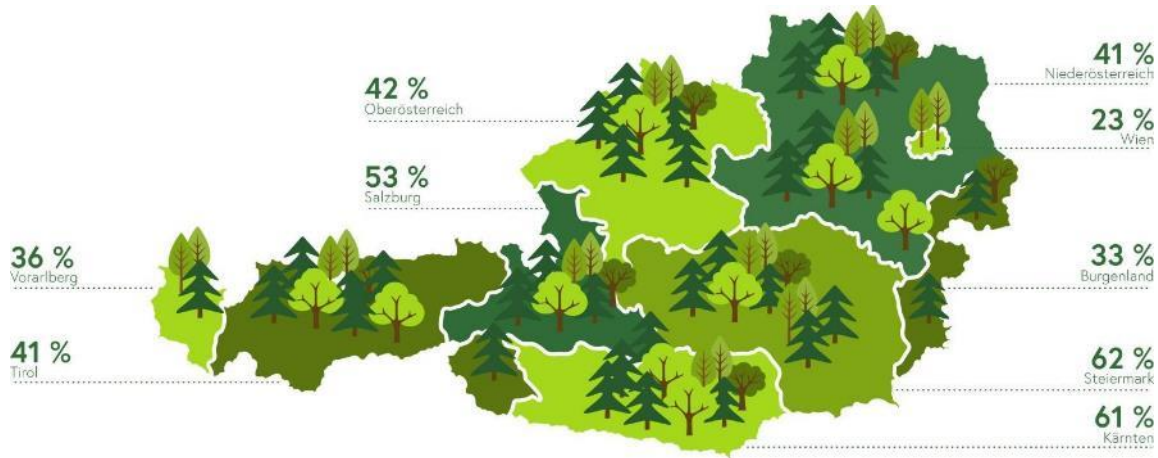 41 %
Niederösterreich
42 %
Oberösterreich
23 %
Wien
53 %
Salzburg
36 %
Vorarlberg
33 %
Burgenland
41 %
Tirol
62 %
Steiermark
61 %
Kärnten